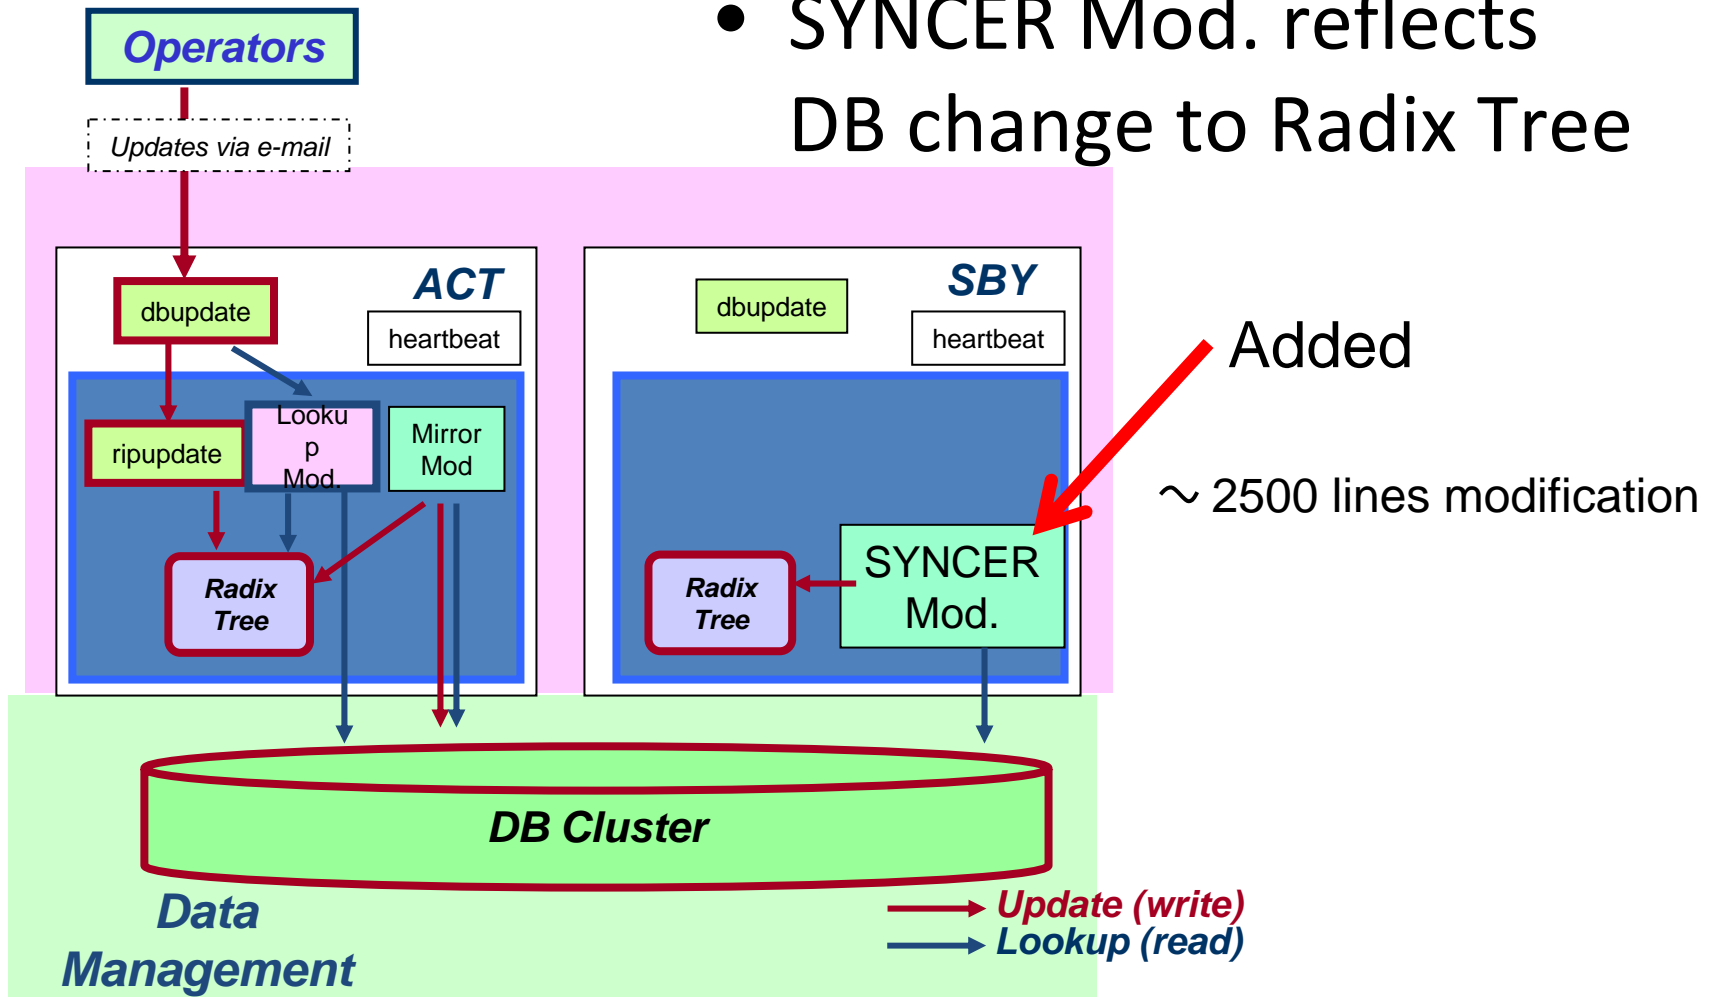 • SYNCER Mod. reflects
DB change to Radix Tree
Operators
Updates via e-mail
ACT
dbupdate
heartbeat
ripupdate
Looku
p
Mod.
Mirror
Mod
Radix
Tree
SBY
dbupdate
heartbeat
Radix
Tree
SYNCER
Mod.
Added
~ 2500 lines modification
DB Cluster
Data
Management
Update (write)
Lookup (read)